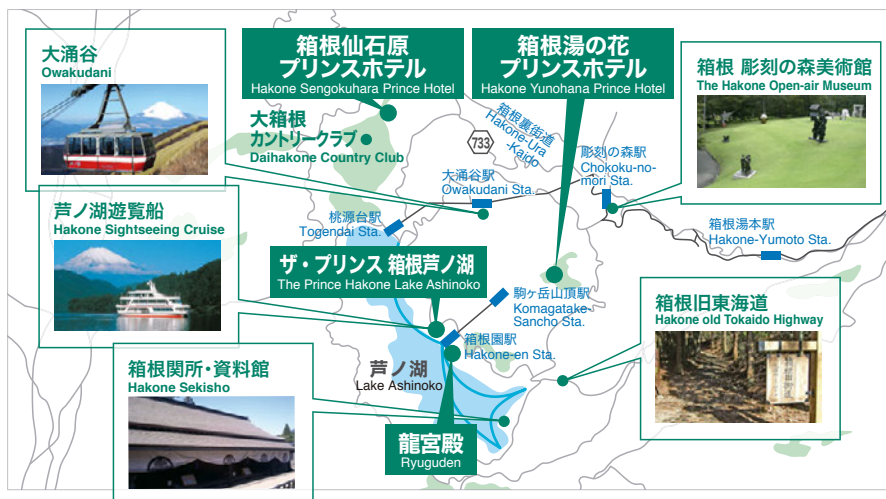 大涌谷
Owakudani
箱根仙石原
プリンスホテル
Hakone Sengokuhara Prince Hotel
箱根湯の花
プリンスホテル
Hakone Yunohana Prince Hotel
箱根 彫刻の森美術館
The Hakone Open-air Museum
大箱根
カントリークラブ
Daihakone Country Club
733
箱根裏街道
Hakone-Ura
-Kaido
彫刻の森駅
Chokoku-no-
mori Sta.
大涌谷駅
Owakudani Sta.
桃源台駅
Togendai Sta.
箱根湯本駅
Hakone-Yumoto Sta.
芦ノ湖遊覧船
Hakone Sightseeing Cruise
ザ・プリンス 箱根芦ノ湖
The Prince Hakone Lake Ashinoko
駒ヶ岳山頂駅
Komagatake-
Sancho Sta.
箱根旧東海道
Hakone old Tokaido Highway
箱根園駅
Hakone-en Sta.
箱根関所・資料館
Hakone Sekisho
芦ノ湖
Lake Ashinoko
龍宮殿
Ryuguden